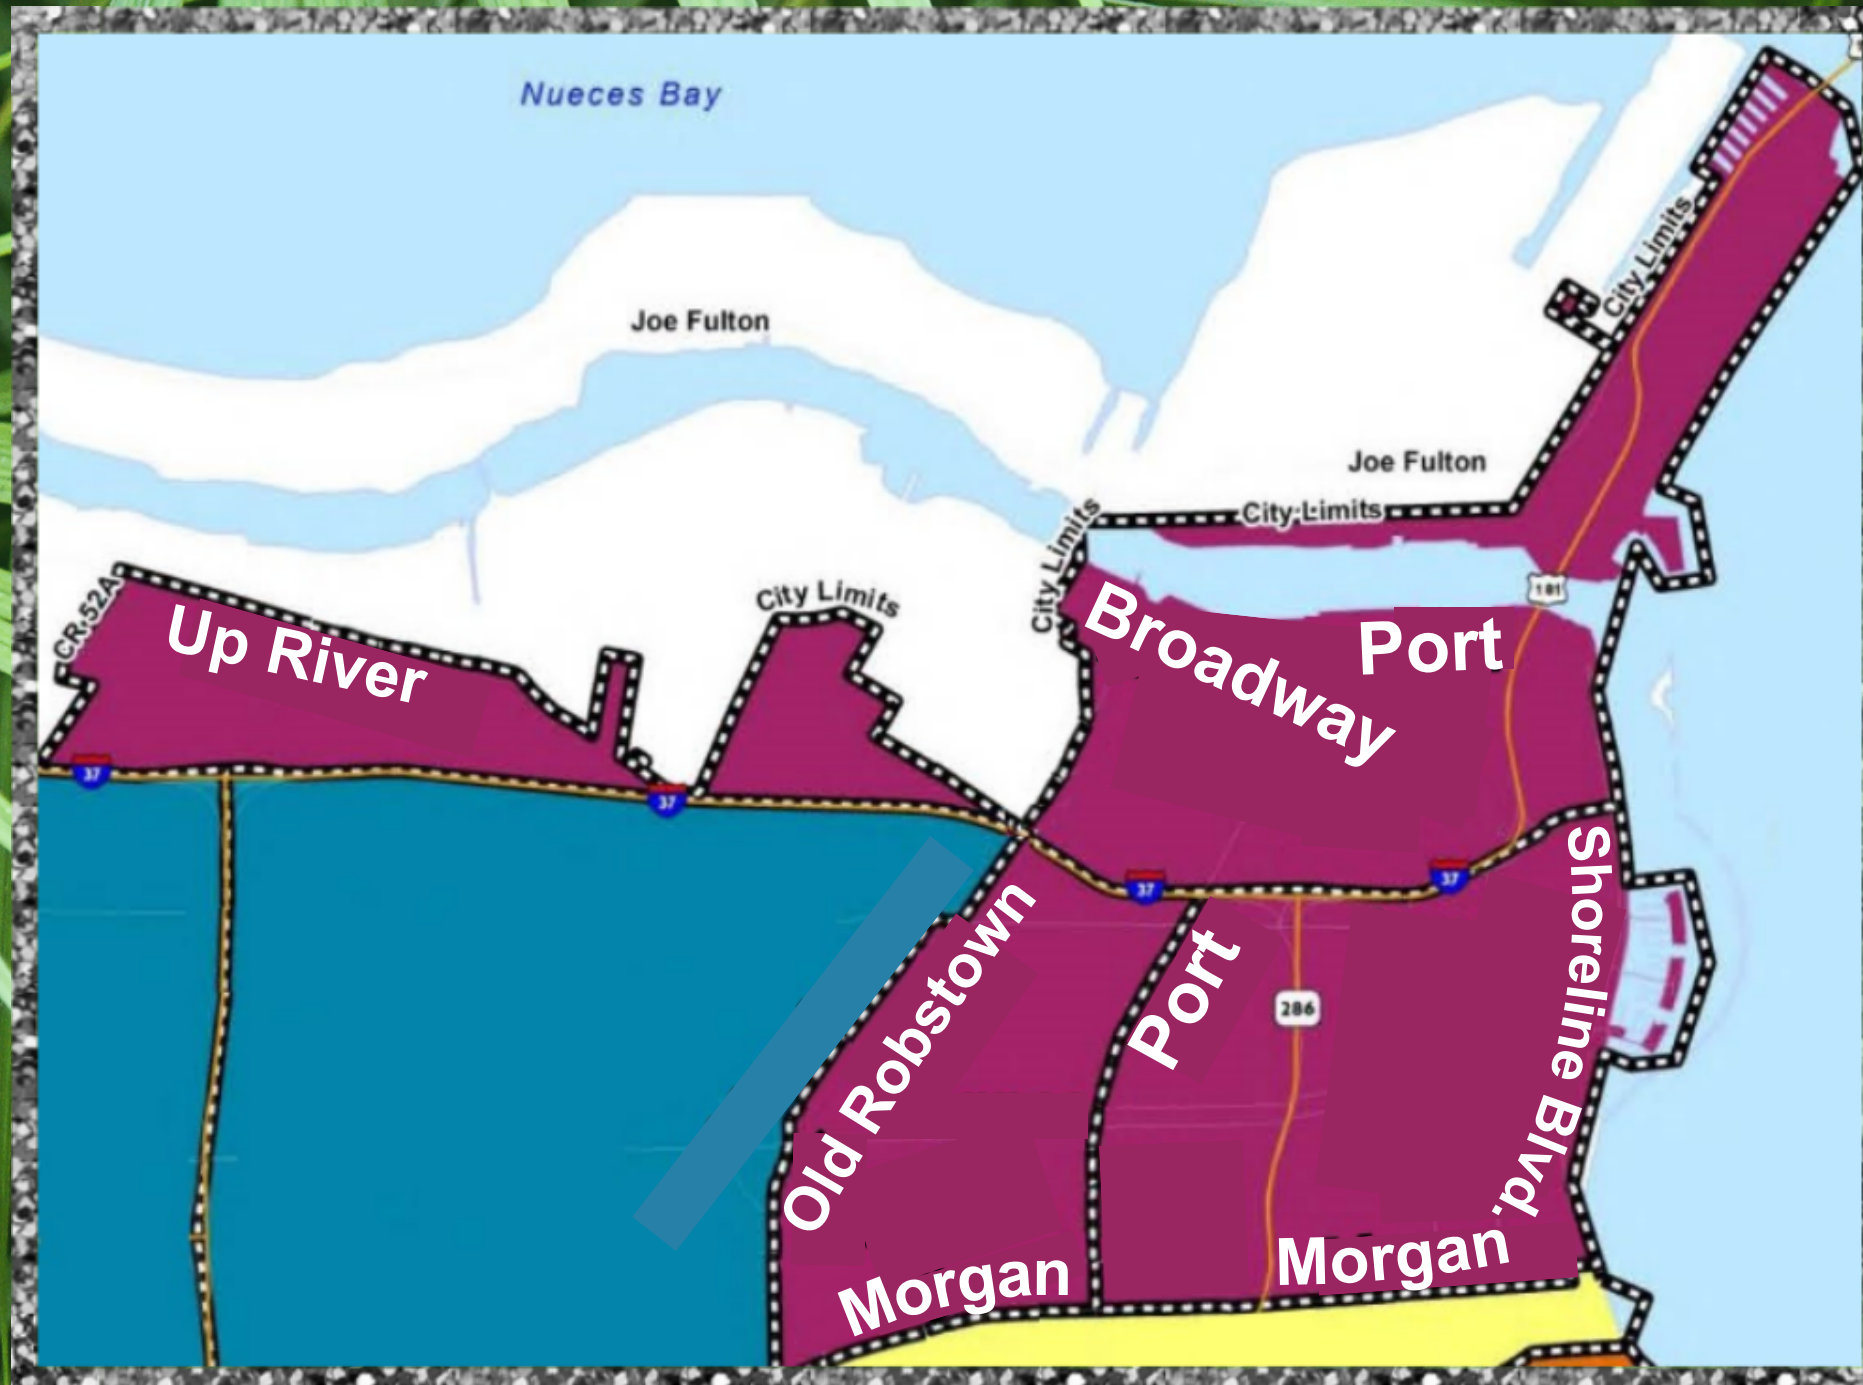 Nueces Bay
City Limits
Joe Fulton
Joe Fulton
City Limits
City Limits
CR 52A
City Limits
181
Up River
Broadway
Port
37
37
37
37
Shoreline Blvd.
Old Robstown
Port
286
Morgan
Morgan